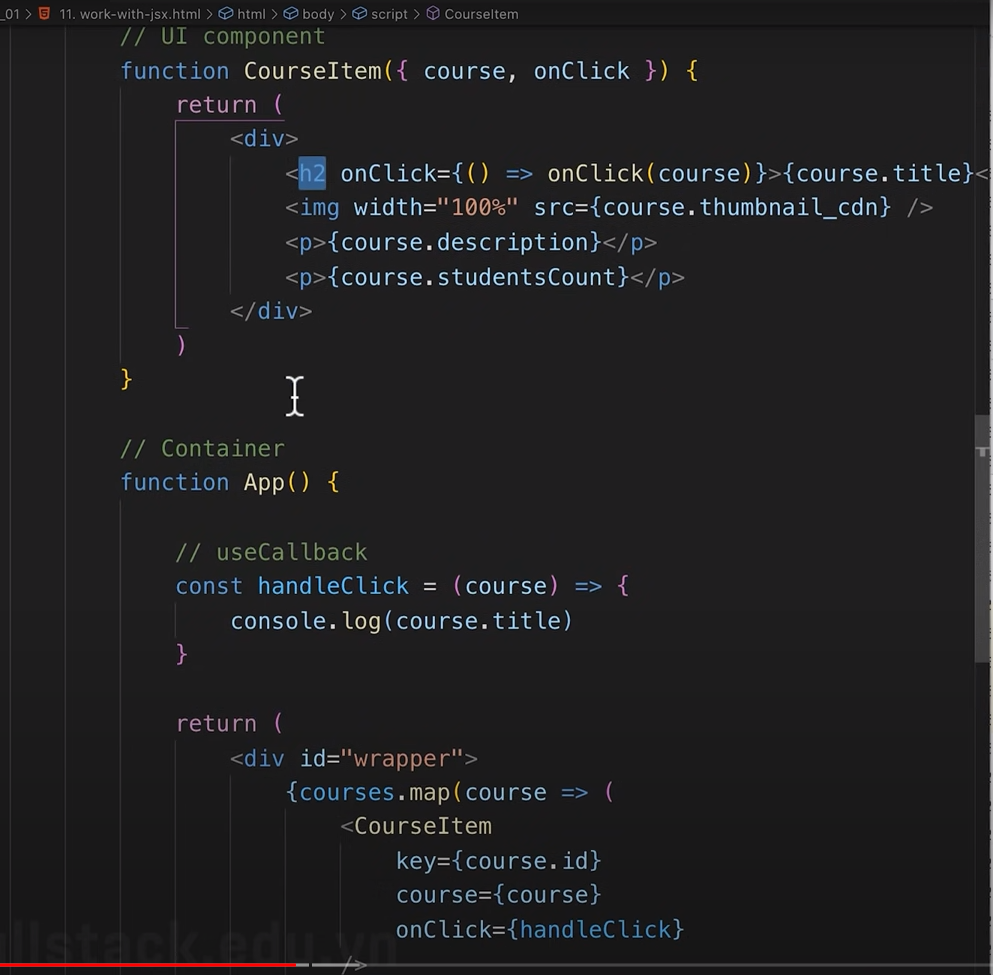 _01 > 11. work-with-jsx.html > html > body > script > CourseItem
// UI component
function CourseItem({ course, onClick }) {
return (
<div>
<h2 onClick={() => onClick(course)}>{course.title}<
<img width="100%" src={course.thumbnail_cdn} />
<p>{course.description}</p>
<p>{course.studentsCount}</p>
</div>
)
}
// Container
function App() {
// useCallback
const handleClick = (course) => {
console.log(course.title)
}
return (
<div id="wrapper">
{courses.map(course => (
<CourseItem
key={course.id}
course={course}
onClick={handleClick}
/>
ullstack.edu.vn